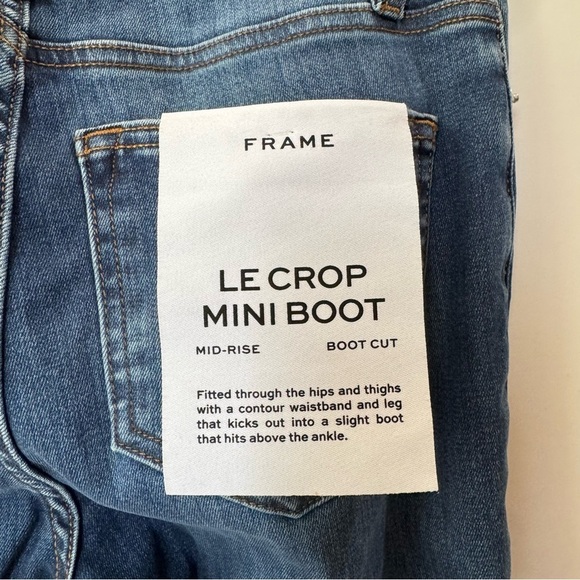 FRAME
LE CROP
MINI BOOT
MID-RISE BOOT CUT
Fitted through the hips and thighs
with a contour waistband and leg
that kicks out into a slight boot
that hits above the ankle.